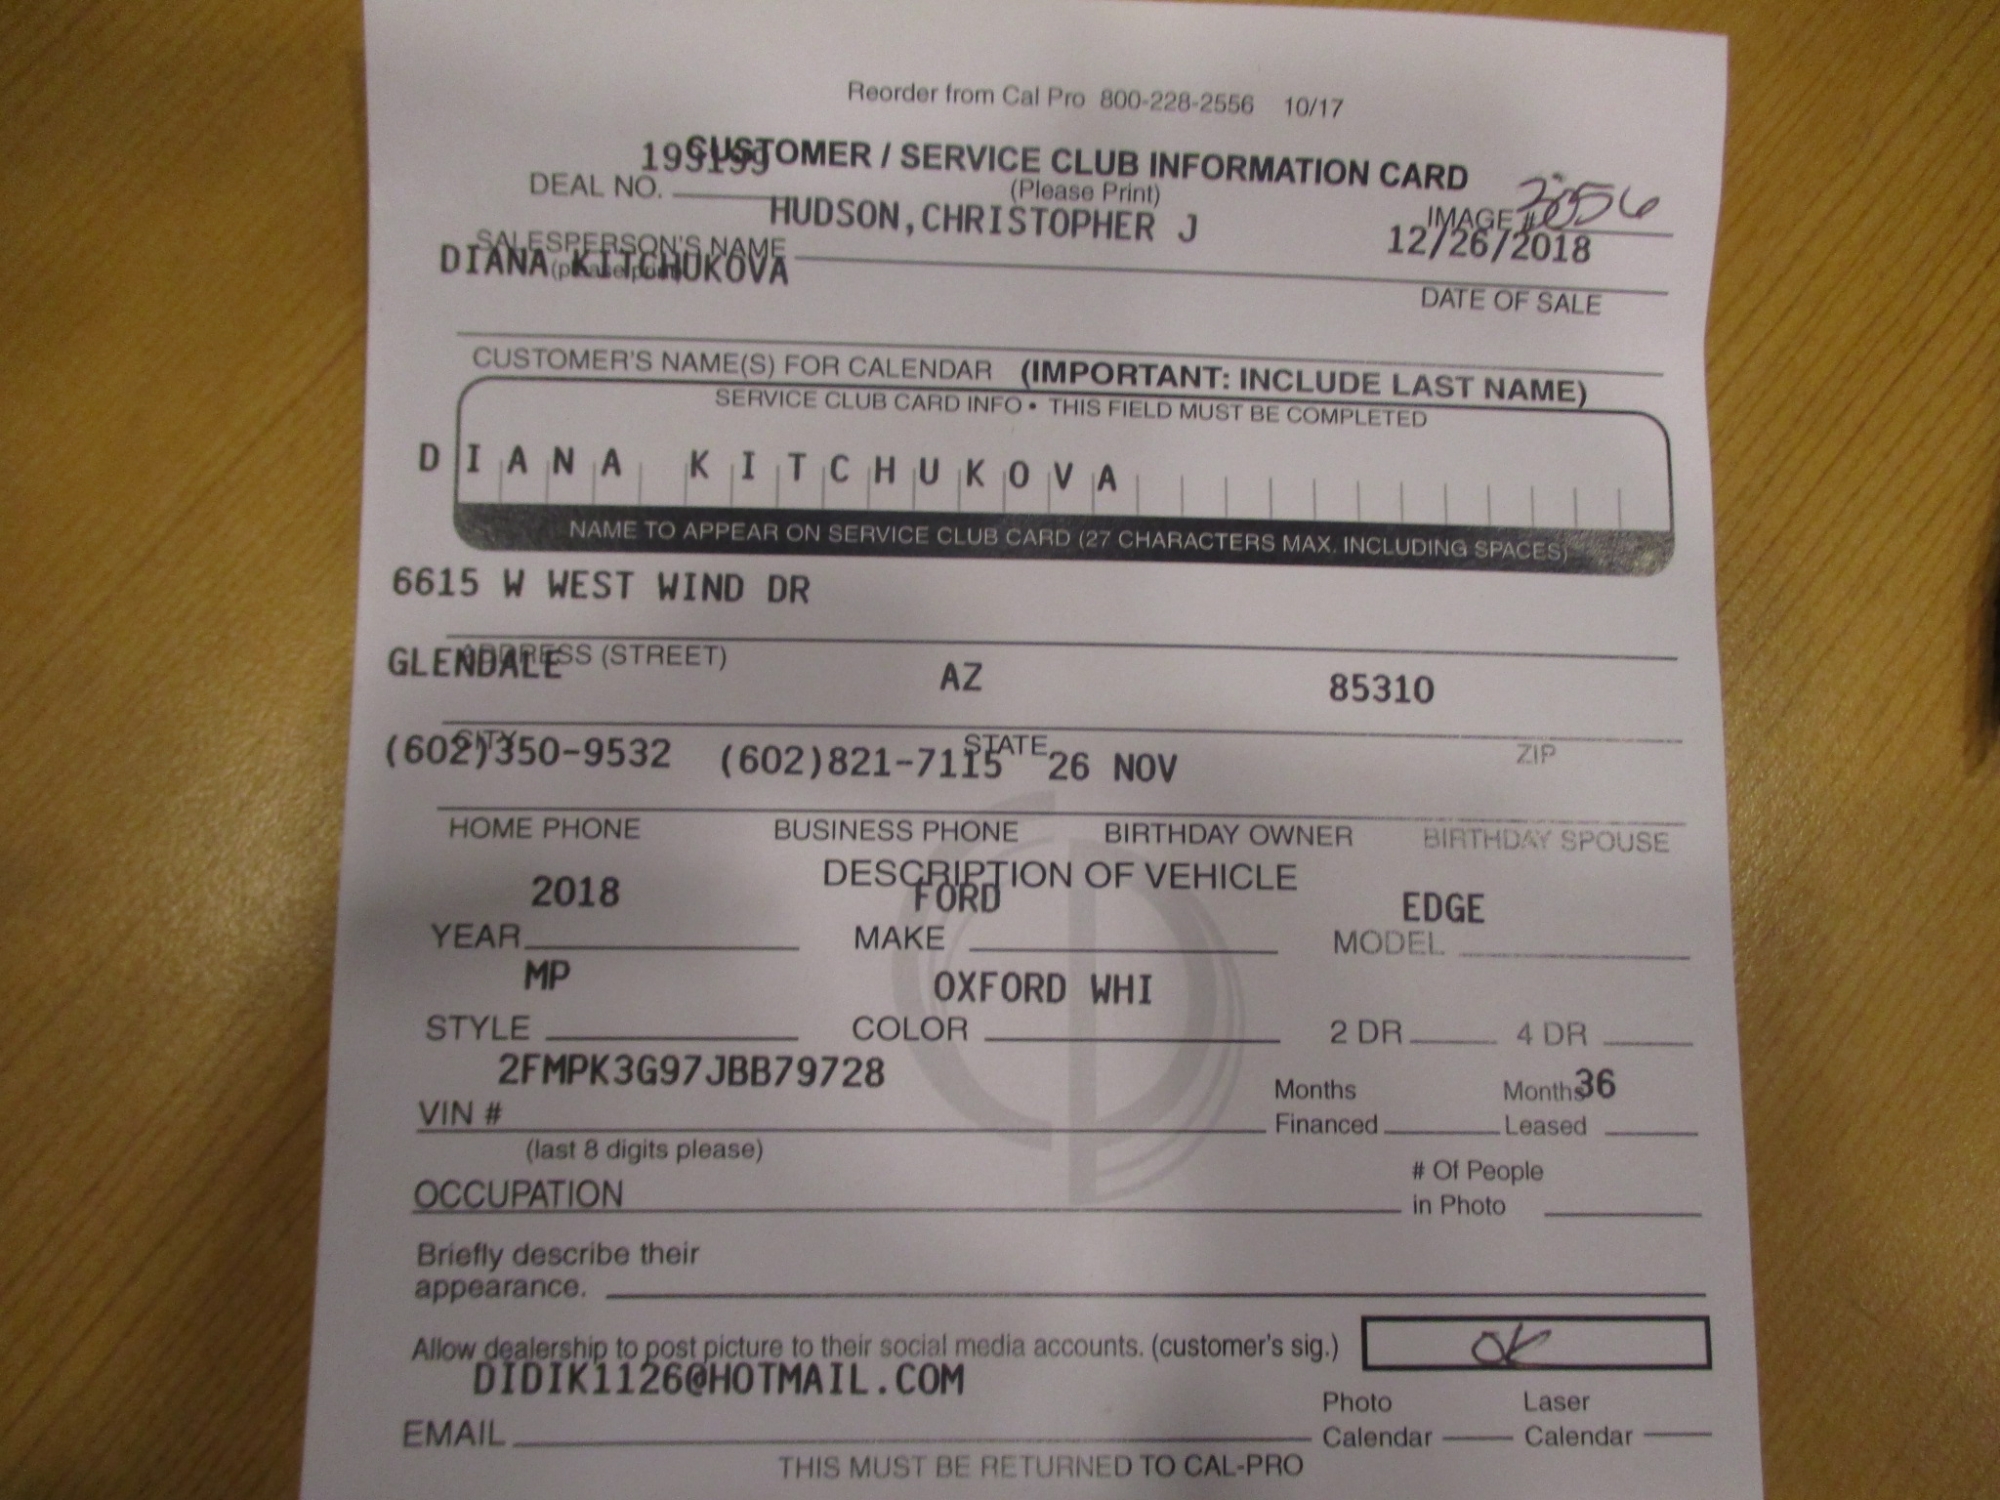 Reorder from Cal Pro 800-228-2556 10/17
199199
CUSTOMER / SERVICE CLUB INFORMATION CARD
DEAL NO.
(Please Print)
HUDSON,CHRISTOPHER J
IMAGE #
12/26/2018
SALESPERSON'S NAME
DIANA KITCHUKOVA
(please print)
DATE OF SALE
CUSTOMER'S NAME(S) FOR CALENDAR (IMPORTANT: INCLUDE LAST NAME)
SERVICE CLUB CARD INFO • THIS FIELD MUST BE COMPLETED
DIANA KITCHUKOVA
NAME TO APPEAR ON SERVICE CLUB CARD (27 CHARACTERS MAX. INCLUDING SPACES)
6615 W WEST WIND DR
ADDRESS (STREET)
GLENDALE AZ 85310
CITY STATE ZIP
(602)350-9532 (602)821-7115 26 NOV
HOME PHONE BUSINESS PHONE BIRTHDAY OWNER BIRTHDAY SPOUSE
DESCRIPTION OF VEHICLE
2018 FORD EDGE
YEAR MAKE MODEL
MP OXFORD WHI
STYLE COLOR 2 DR 4 DR
2FMPK3G97JBB79728
Months Months 36
VIN # Financed Leased
(last 8 digits please)
# Of People
OCCUPATION in Photo
Briefly describe their
appearance.
Allow dealership to post picture to their social media accounts. (customer's sig.) OK
DIDIK1126@HOTMAIL.COM
Photo Laser
EMAIL Calendar Calendar
THIS MUST BE RETURNED TO CAL-PRO